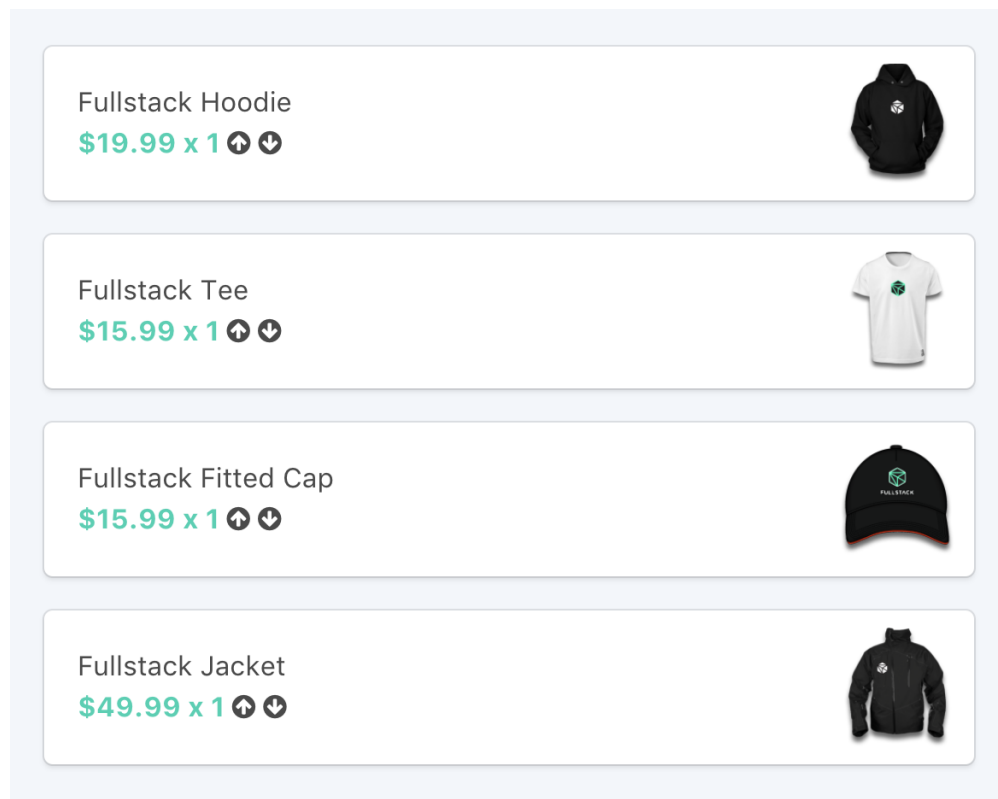 Fullstack Hoodie
$19.99 x 1
Fullstack Tee
$15.99 x 1
Fullstack Fitted Cap
$15.99 x 1
FULLSTACK
Fullstack Jacket
$49.99 x 1